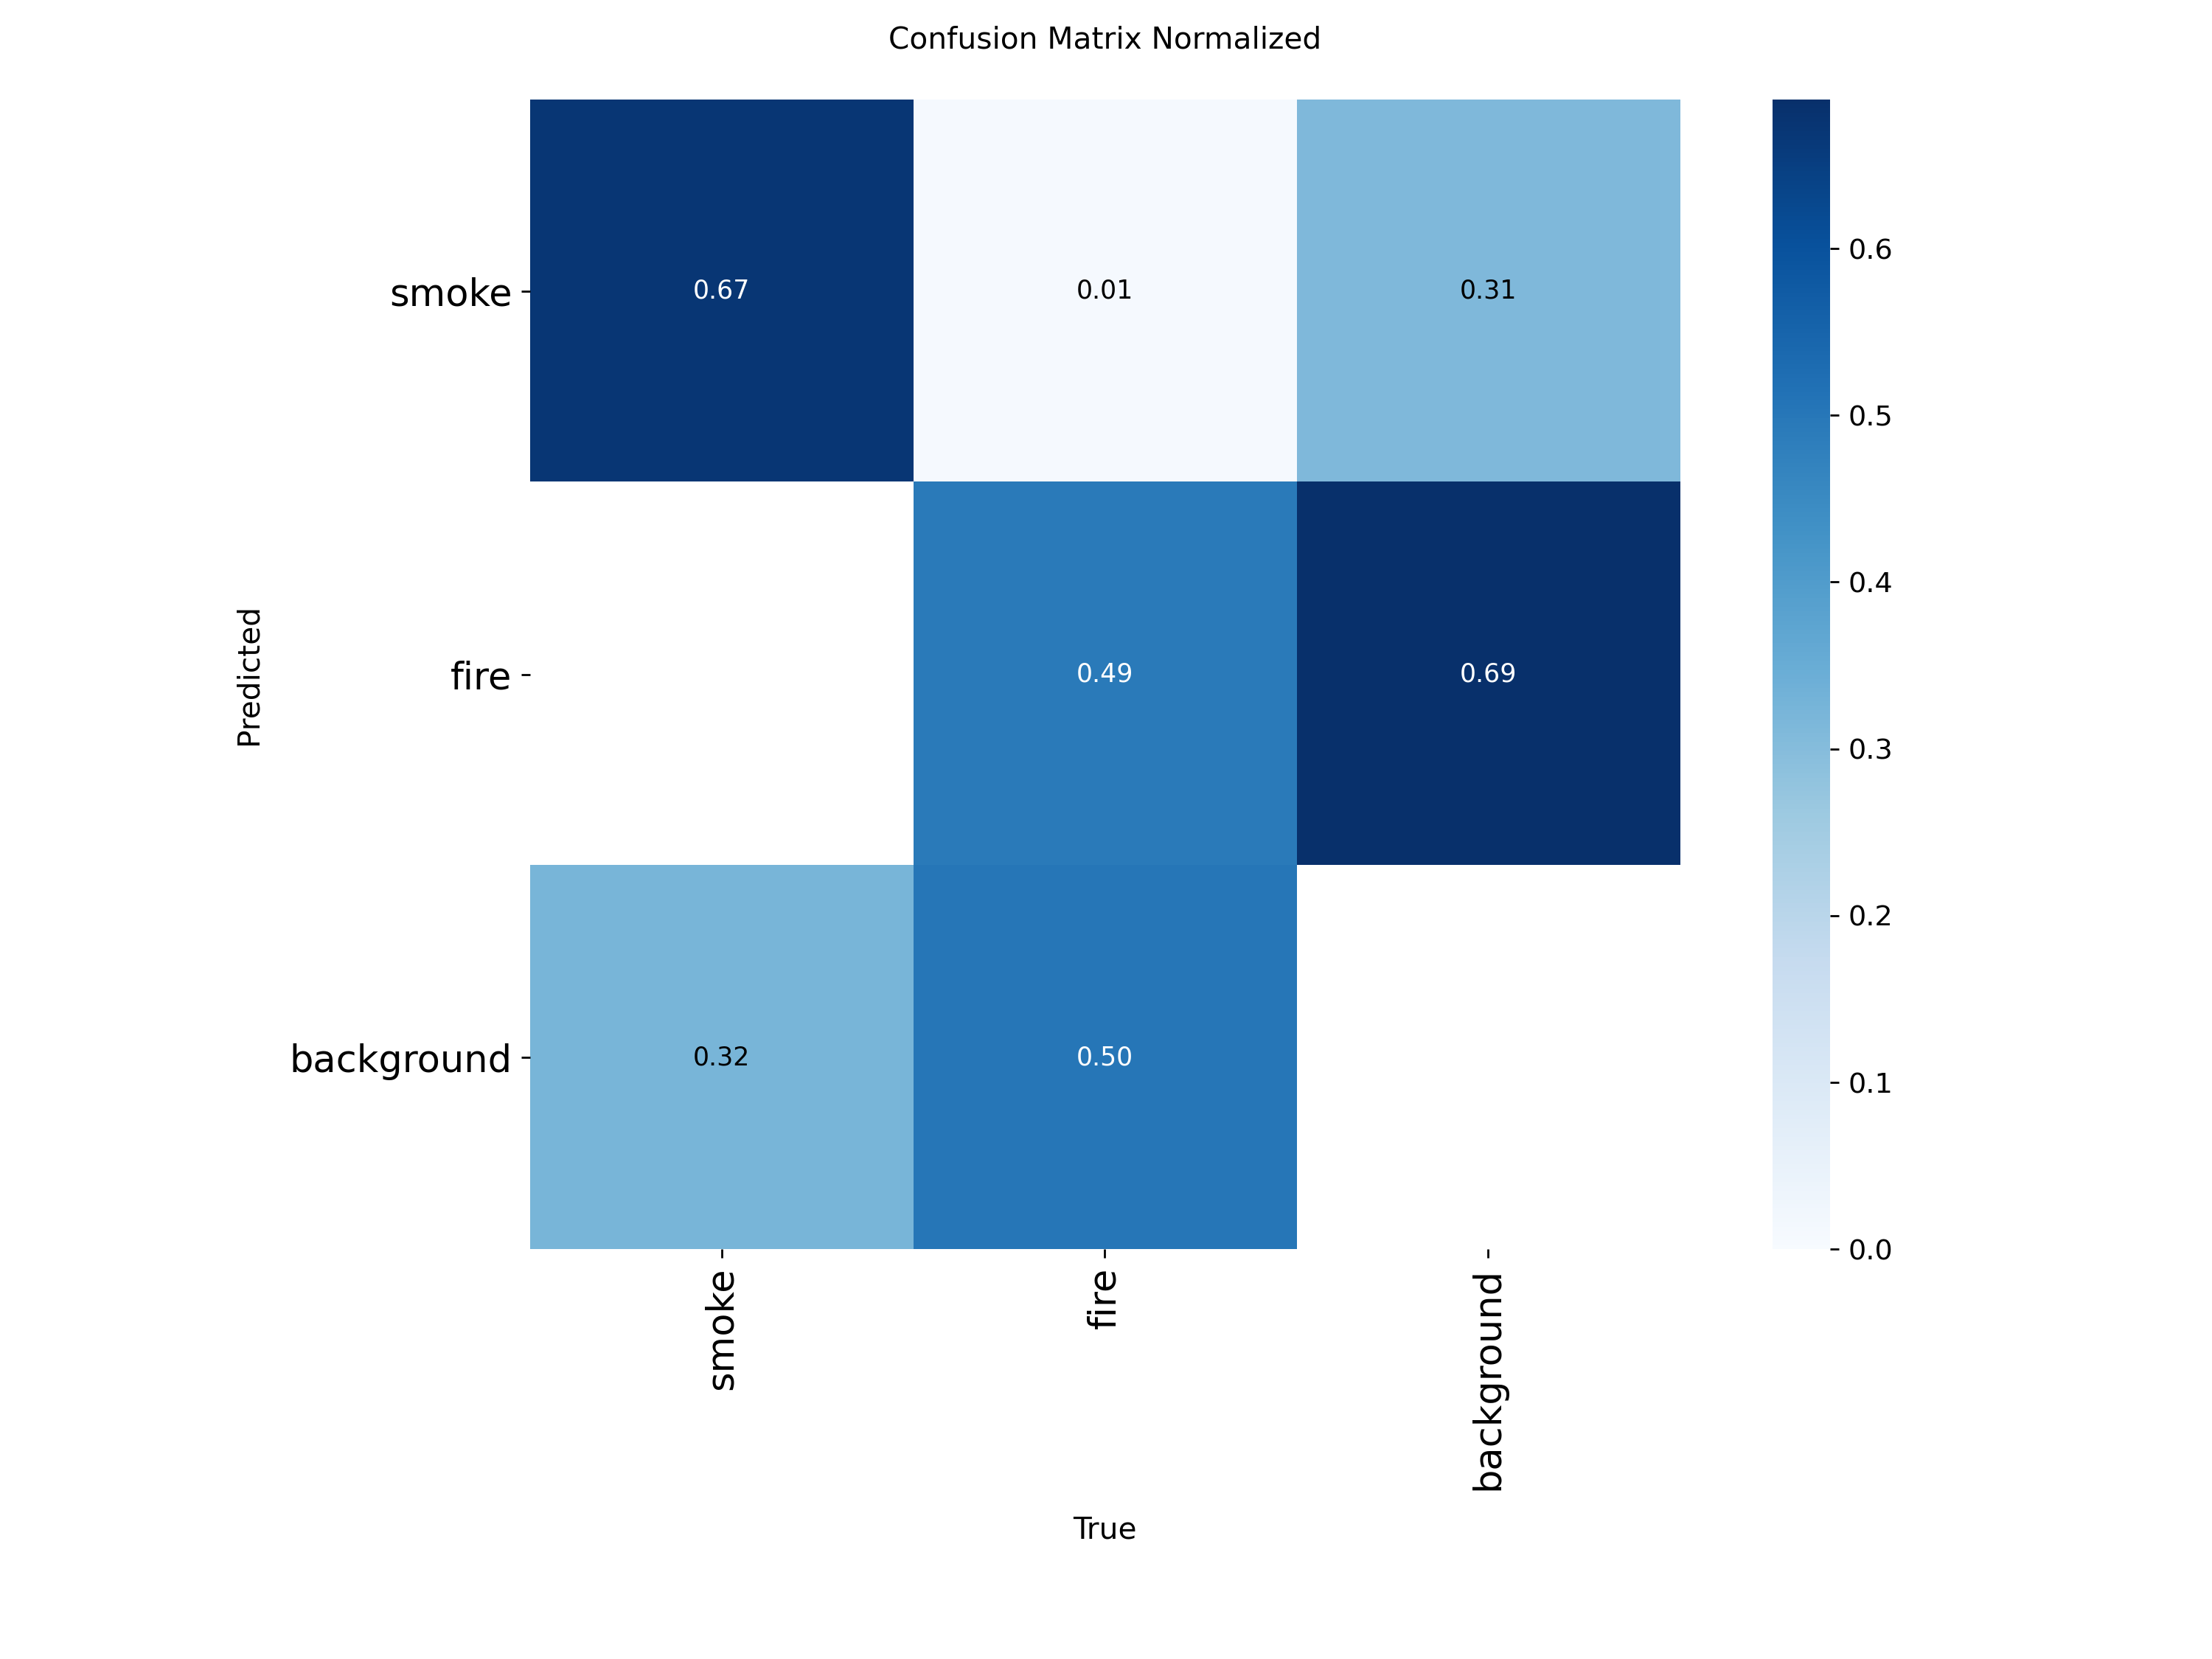 Confusion Matrix Normalized
smoke
0.67
0.01
0.31
fire
0.49
0.69
background
0.32
0.50
Predicted
smoke
fire
background
True
0.6
0.5
0.4
0.3
0.2
0.1
0.0